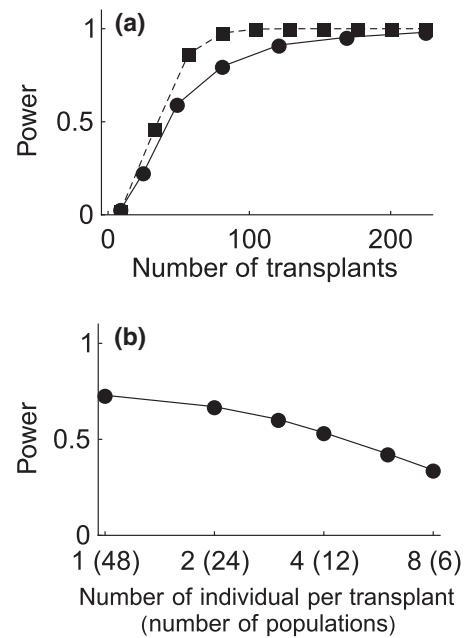 (a)
1
0.5
0
Power
0 100 200
Number of transplants
(b)
1
0.5
0
Power
1 (48) 2 (24) 4 (12) 8 (6)
Number of individual per transplant
(number of populations)